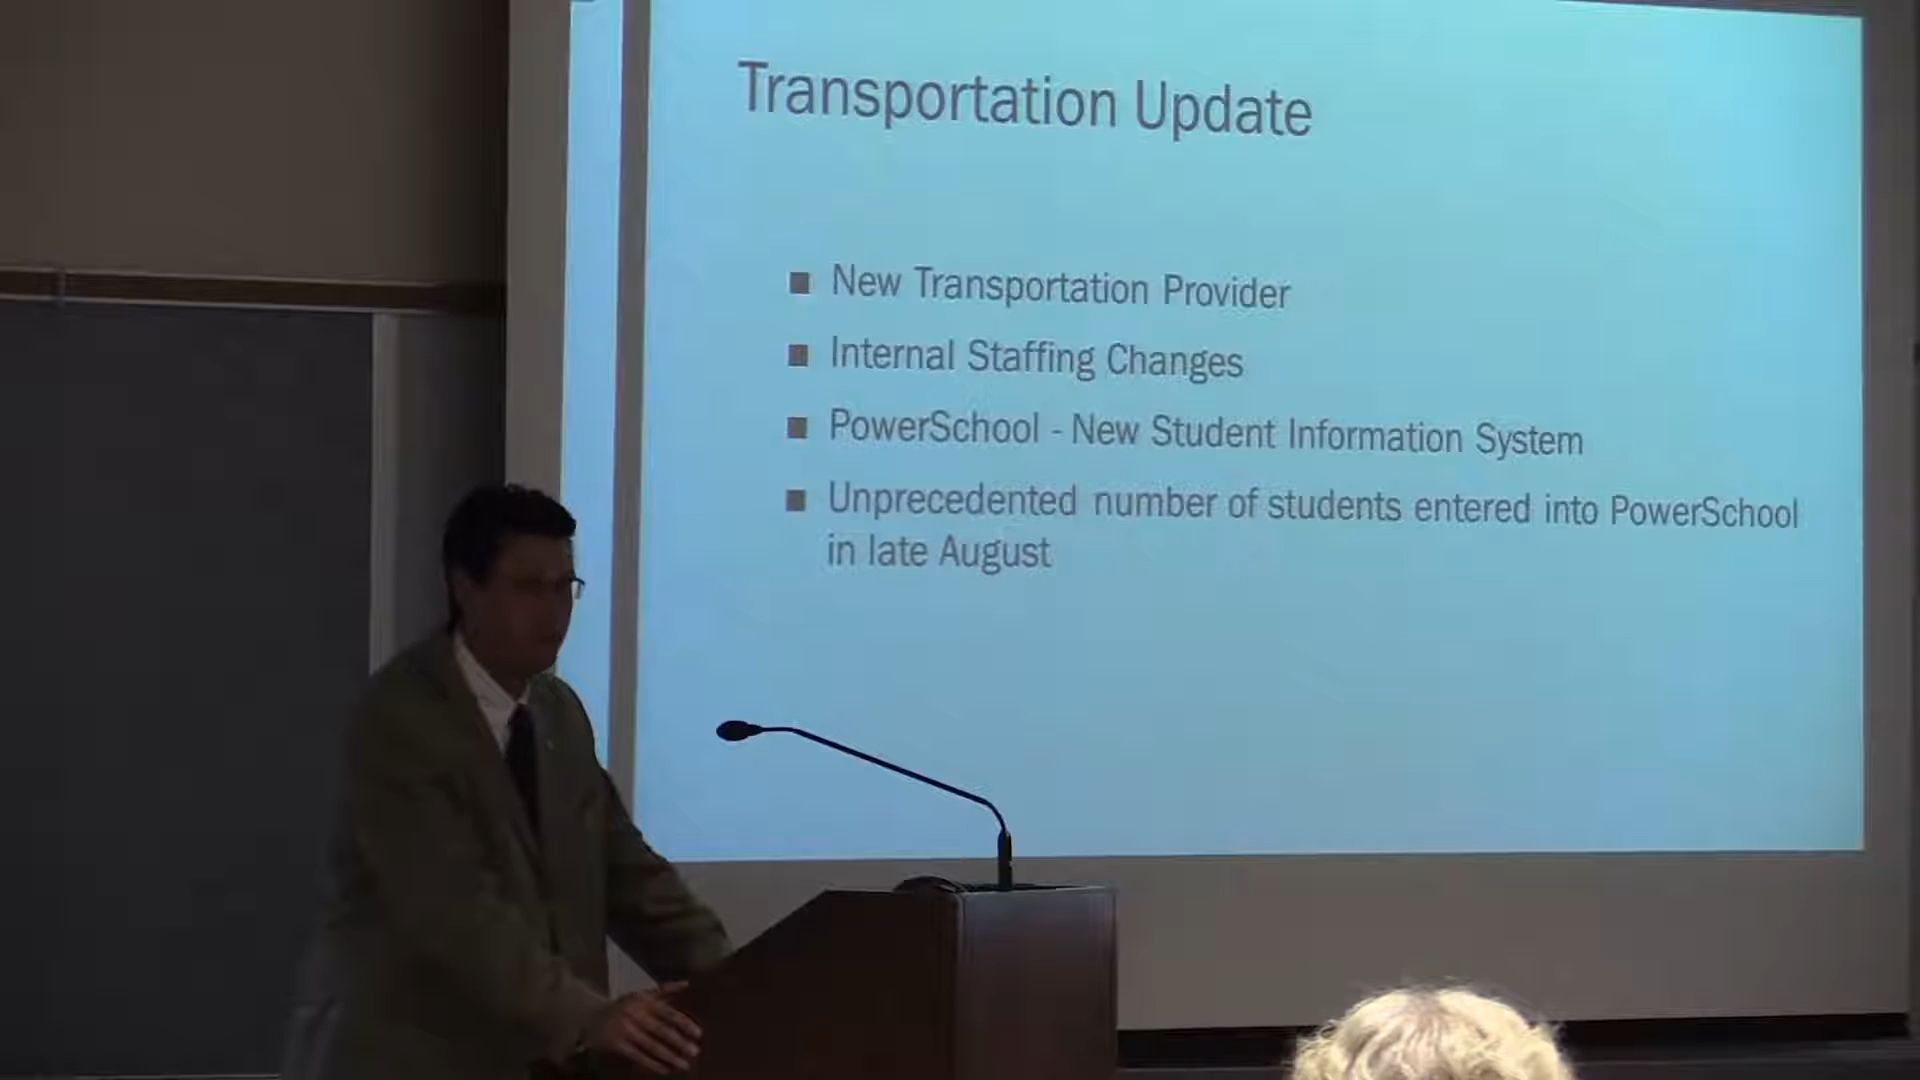 Transportation Update
■ New Transportation Provider
■ Internal Staffing Changes
■ PowerSchool - New Student Information System
■ Unprecedented number of students entered into PowerSchool
in late August